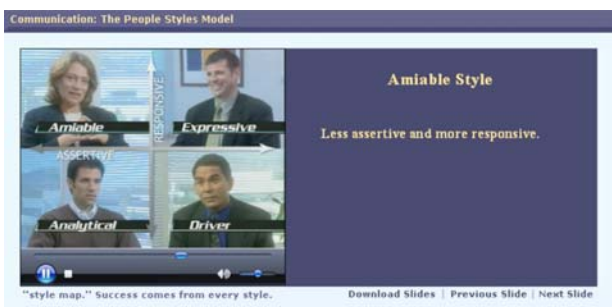 Communication: The People Styles Model
Amiable
Expressive
RESPONSIVE
ASSERTIVE
Analytical
Driver
Amiable Style
Less assertive and more responsive.
"style map." Success comes from every style.
Download Slides | Previous Slide | Next Slide